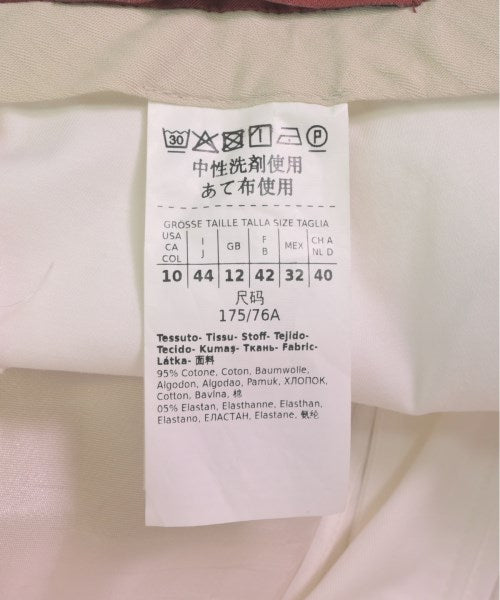 30 P
中性洗剤使用
あて布使用
GRÖSSE TAILLE TALLA SIZE TAGLIA
USA CA COL | I J | GB | F B | MEX | CH A NL D
10 | 44 | 12 | 42 | 32 | 40
尺码
175/76A
Tessuto- Tissu- Stoff- Tejido-
Tecido- Kumaş- Ткань- Fabric-
Látka- 面料
95% Cotone, Coton, Baumwolle,
Algodon, Algodao, Pamuk, ХЛОПОК,
Cotton, Bavlna, 棉
05% Elastan, Elasthanne, Elasthan,
Elastano, ЕЛАСТАН, Elastane, 氨纶